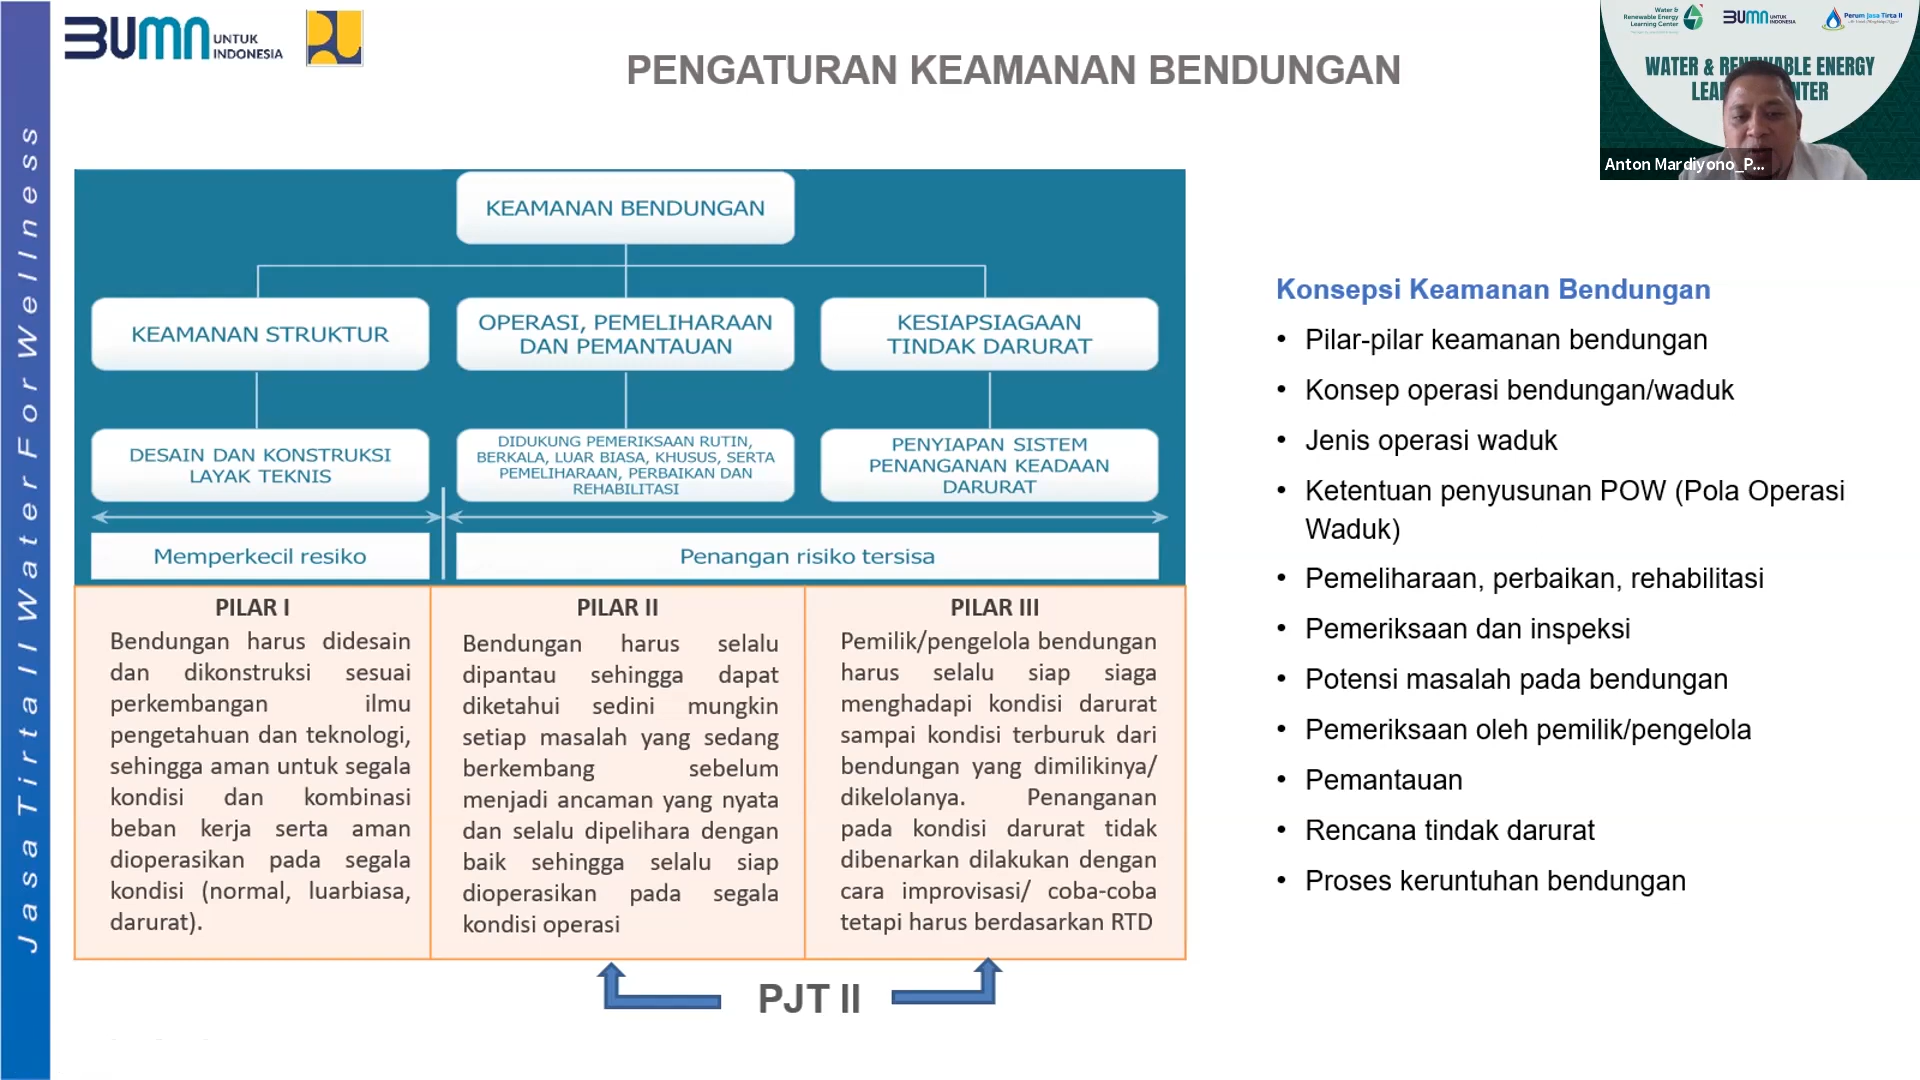 BUMN UNTUK INDONESIA
PENGATURAN KEAMANAN BENDUNGAN
Water &
Renewable Energy
Learning Center
BUMN UNTUK INDONESIA
Perum Jasa Tirta II
WATER & RENEWABLE ENERGY
Anton Mardiyono_P...
Jasa Tirta II Water For Wellness
KEAMANAN BENDUNGAN
KEAMANAN STRUKTUR
OPERASI, PEMELIHARAAN
DAN PEMANTAUAN
KESIAPSIAGAAN
TINDAK DARURAT
DESAIN DAN KONSTRUKSI
LAYAK TEKNIS
DIDUKUNG PEMERIKSAAN RUTIN,
BERKALA, LUAR BIASA, KHUSUS, SERTA
PEMELIHARAAN, PERBAIKAN DAN
REHABILITASI
PENYIAPAN SISTEM
PENANGANAN KEADAAN
DARURAT
Memperkecil resiko
Penangan risiko tersisa
PILAR I
Bendungan harus didesain
dan dikonstruksi sesuai
perkembangan ilmu
pengetahuan dan teknologi,
sehingga aman untuk segala
kondisi dan kombinasi
beban kerja serta aman
dioperasikan pada segala
kondisi (normal, luarbiasa,
darurat).
PILAR II
Bendungan harus selalu
dipantau sehingga dapat
diketahui sedini mungkin
setiap masalah yang sedang
berkembang sebelum
menjadi ancaman yang nyata
dan selalu dipelihara dengan
baik sehingga selalu siap
dioperasikan pada segala
kondisi operasi
PILAR III
Pemilik/pengelola bendungan
harus selalu siap siaga
menghadapi kondisi darurat
sampai kondisi terburuk dari
bendungan yang dimilikinya/
dikelolanya. Penanganan
pada kondisi darurat tidak
dibenarkan dilakukan dengan
cara improvisasi/ coba-coba
tetapi harus berdasarkan RTD
PJT II
Konsepsi Keamanan Bendungan
• Pilar-pilar keamanan bendungan
• Konsep operasi bendungan/waduk
• Jenis operasi waduk
• Ketentuan penyusunan POW (Pola Operasi
Waduk)
• Pemeliharaan, perbaikan, rehabilitasi
• Pemeriksaan dan inspeksi
• Potensi masalah pada bendungan
• Pemeriksaan oleh pemilik/pengelola
• Pemantauan
• Rencana tindak darurat
• Proses keruntuhan bendungan